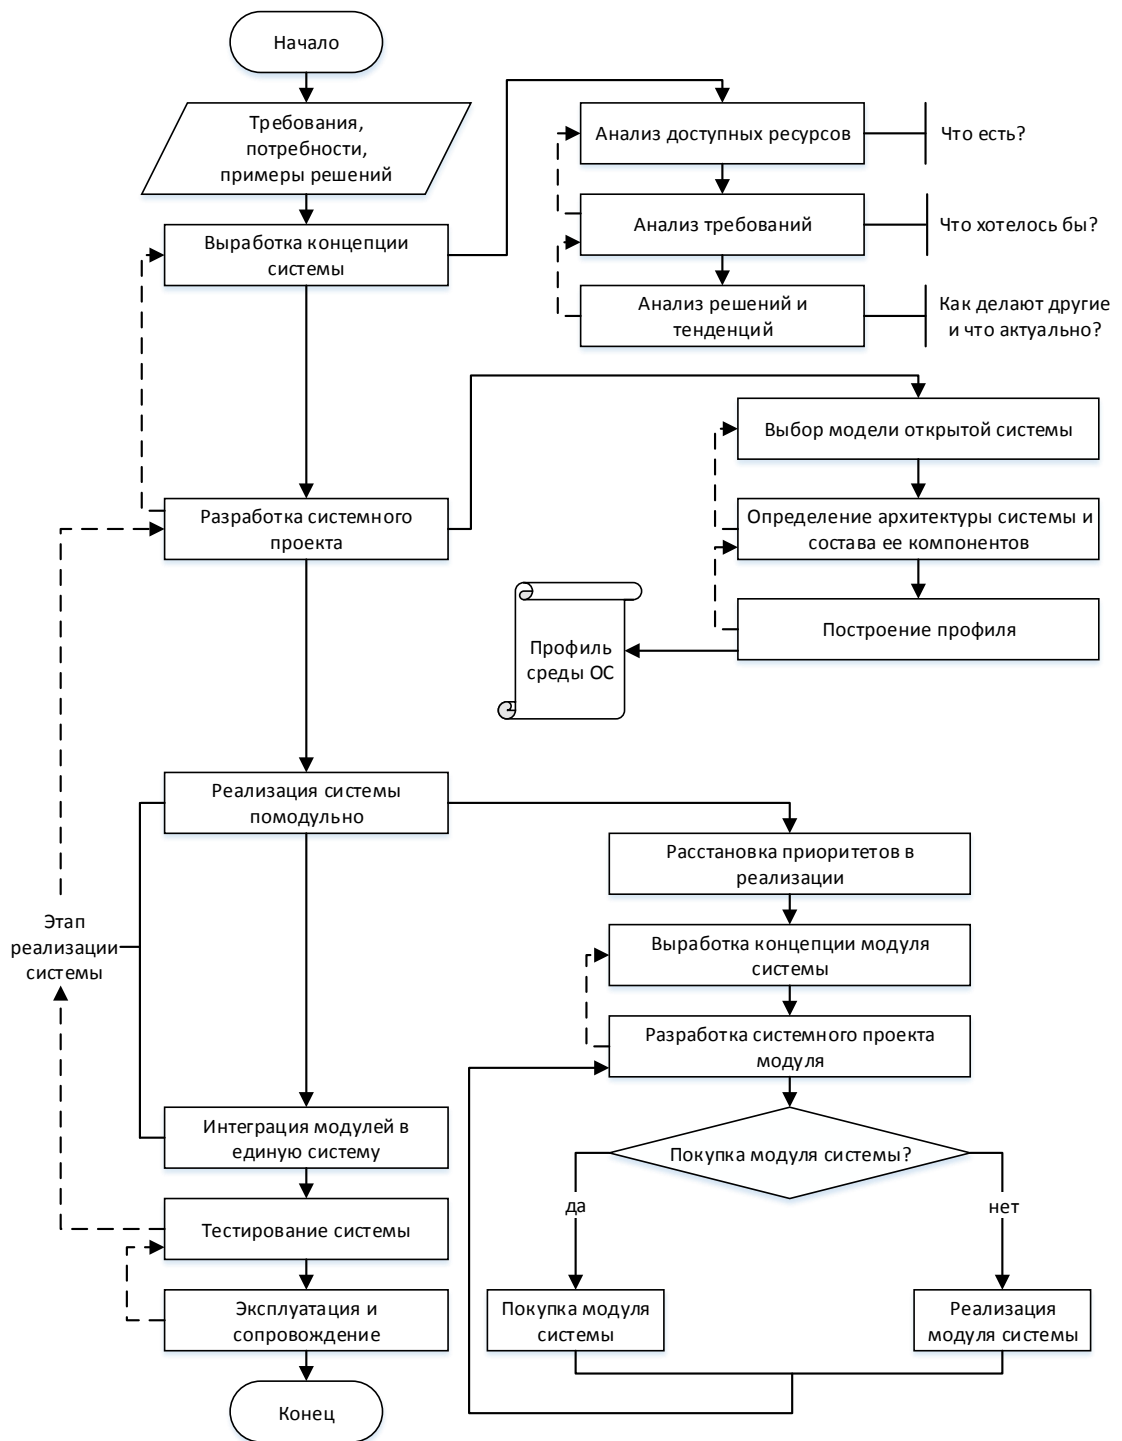 Начало
Требования,
потребности,
примеры решений
Выработка концепции
системы
Анализ доступных ресурсов
Что есть?
Анализ требований
Что хотелось бы?
Анализ решений и
тенденций
Как делают другие
и что актуально?
Разработка системного
проекта
Выбор модели открытой системы
Определение архитектуры системы и
состава ее компонентов
Построение профиля
Профиль
среды ОС
Реализация системы
помодульно
Этап
реализации
системы
Расстановка приоритетов в
реализации
Выработка концепции модуля
системы
Разработка системного проекта
модуля
Покупка модуля системы?
да
нет
Покупка модуля
системы
Реализация
модуля системы
Интеграция модулей в
единую систему
Тестирование системы
Эксплуатация и
сопровождение
Конец